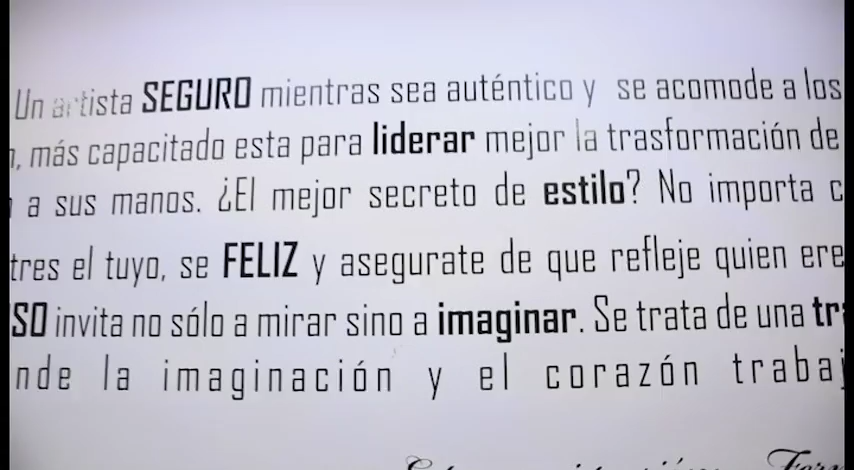 Un artista SEGURO mientras sea auténtico y se acomode a los
, más capacitado esta para liderar mejor la trasformación de
a sus manos. ¿El mejor secreto de estilo? No importa c
tres el tuyo, se FELIZ y asegurate de que refleje quien ere
SO invita no sólo a mirar sino a imaginar. Se trata de una tr
nde la imaginación y el corazón trabaj